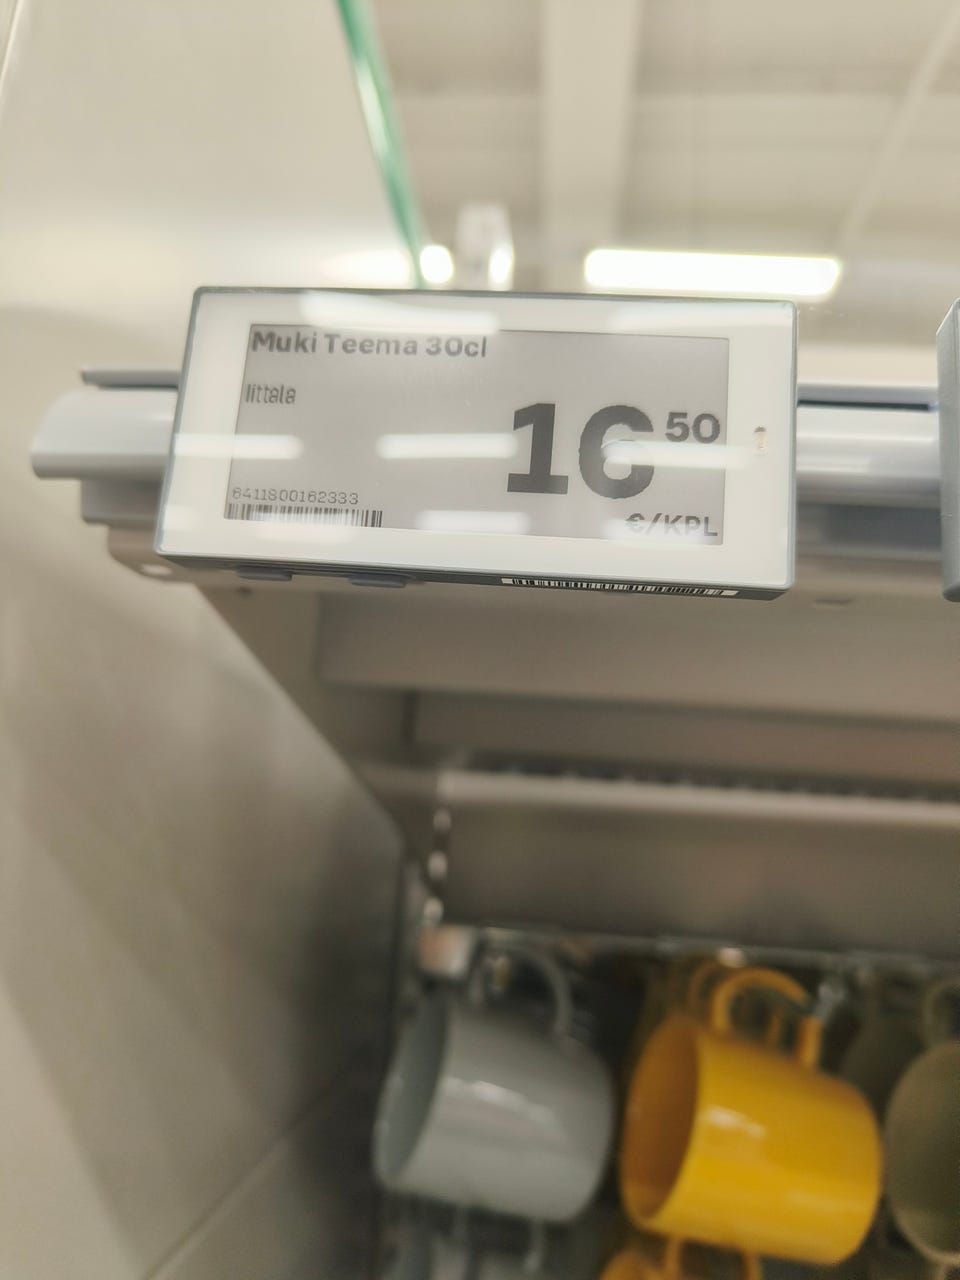 Muki Teema 30cl
Iittala
16 50
€/KPL
6411800162333